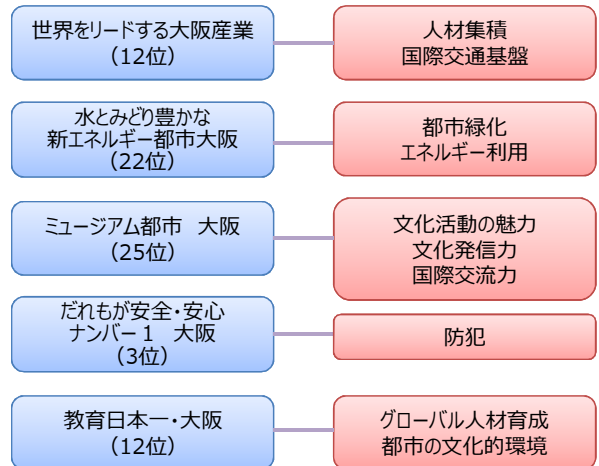 世界をリードする大阪産業
(12位)
人材集積
国際交通基盤
水とみどり豊かな
新エネルギー都市大阪
(22位)
都市緑化
エネルギー利用
ミュージアム都市　大阪
(25位)
文化活動の魅力
文化発信力
国際交流力
だれもが安全・安心
ナンバー１　大阪
(3位)
防犯
教育日本一・大阪
(12位)
グローバル人材育成
都市の文化的環境